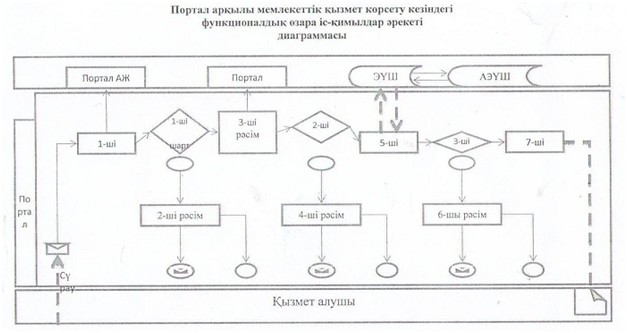 Портал арқылы мемлекеттік қызмет көрсету кезіндегі
функционалдық өзара іс-қимылдар әрекеті
диаграммасы
Портал АЖ
Портал
ЭҮШ
АЭҮШ
1-ші
1-ші
шарт
3-ші
рәсім
2-ші
5-ші
3-ші
7-ші
По
рта
л
2-ші рәсім
4-ші рәсім
6-шы рәсім
Сұ
рау
Қызмет алушы